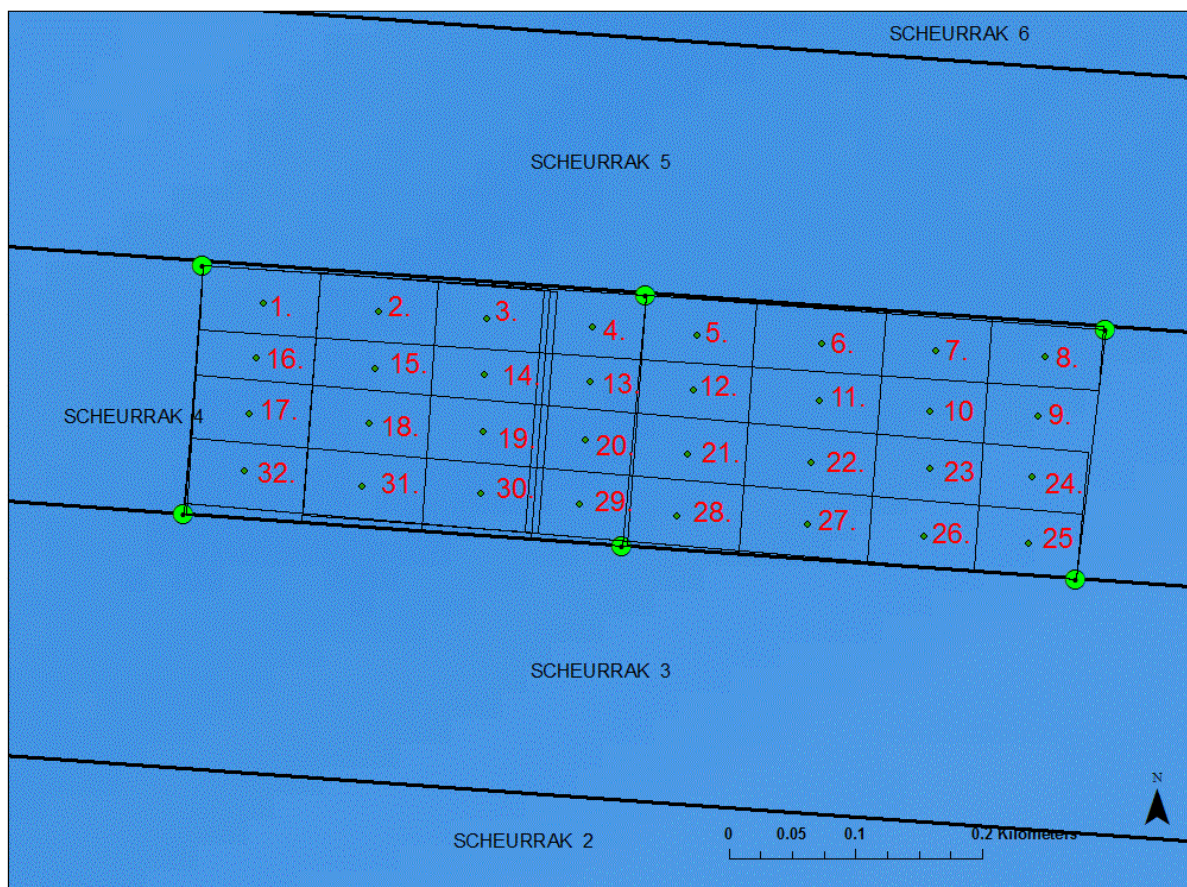 SCHEURRAK 6
SCHEURRAK 5
1. 2. 3. 4. 5. 6. 7. 8.
16. 15. 14. 13. 12. 11. 10 9.
SCHEURRAK 4
17. 18. 19. 20. 21. 22. 23 24.
32. 31. 30. 29. 28. 27. 26. 25
SCHEURRAK 3
N
SCHEURRAK 2
0 0.05 0.1 0.2 Kilometers